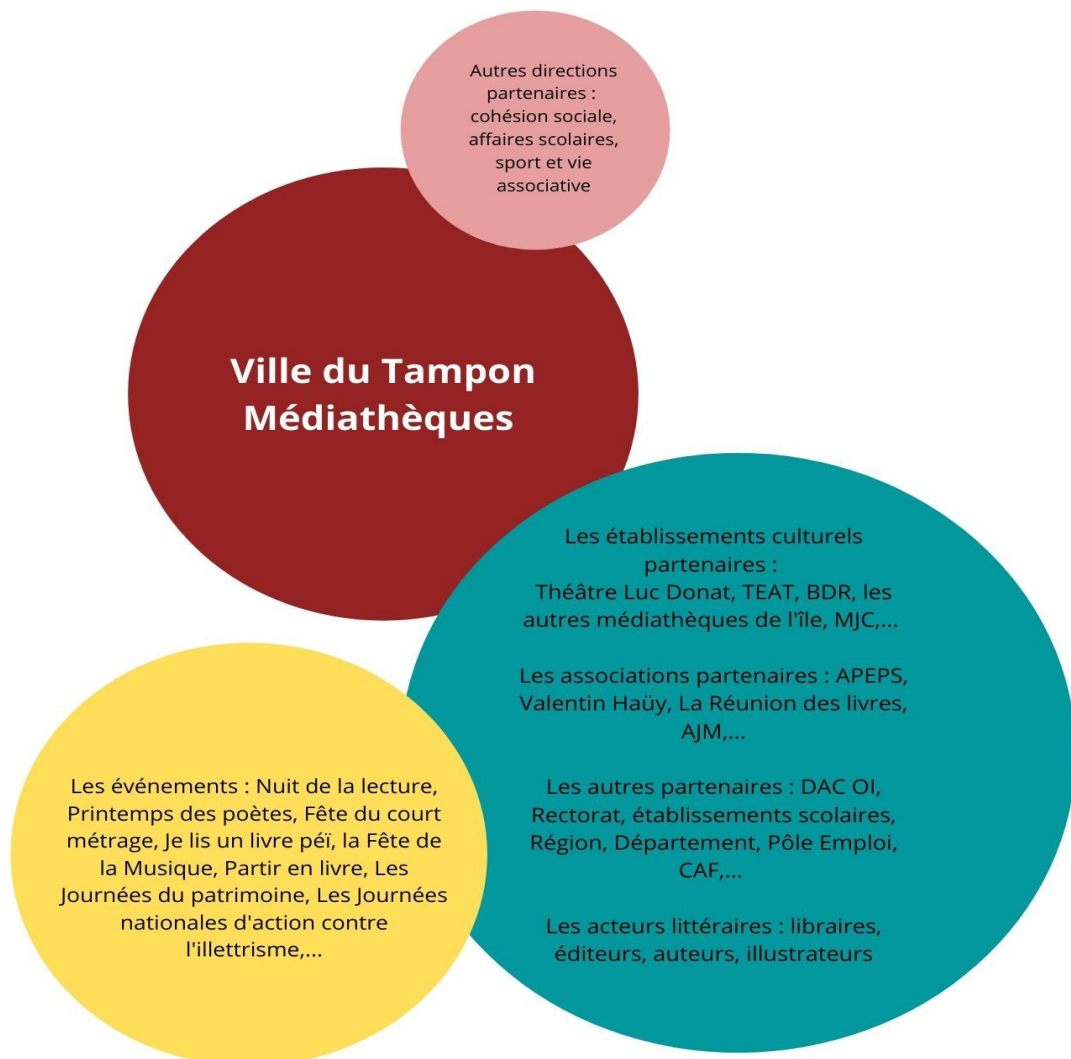 Autres directions
partenaires :
cohésion sociale,
affaires scolaires,
sport et vie
associative
Ville du Tampon
Médiathèques
Les établissements culturels
partenaires :
Théâtre Luc Donat, TEAT, BDR, les
autres médiathèques de l'île, MJC,...
Les associations partenaires : APEPS,
Valentin Haüy, La Réunion des livres,
AJM,...
Les autres partenaires : DAC OI,
Rectorat, établissements scolaires,
Région, Département, Pôle Emploi,
CAF,...
Les acteurs littéraires : libraires,
éditeurs, auteurs, illustrateurs
Les événements : Nuit de la lecture,
Printemps des poètes, Fête du court
métrage, Je lis un livre péï, la Fête de
la Musique, Partir en livre, Les
Journées du patrimoine, Les Journées
nationales d'action contre
l'illettrisme,...